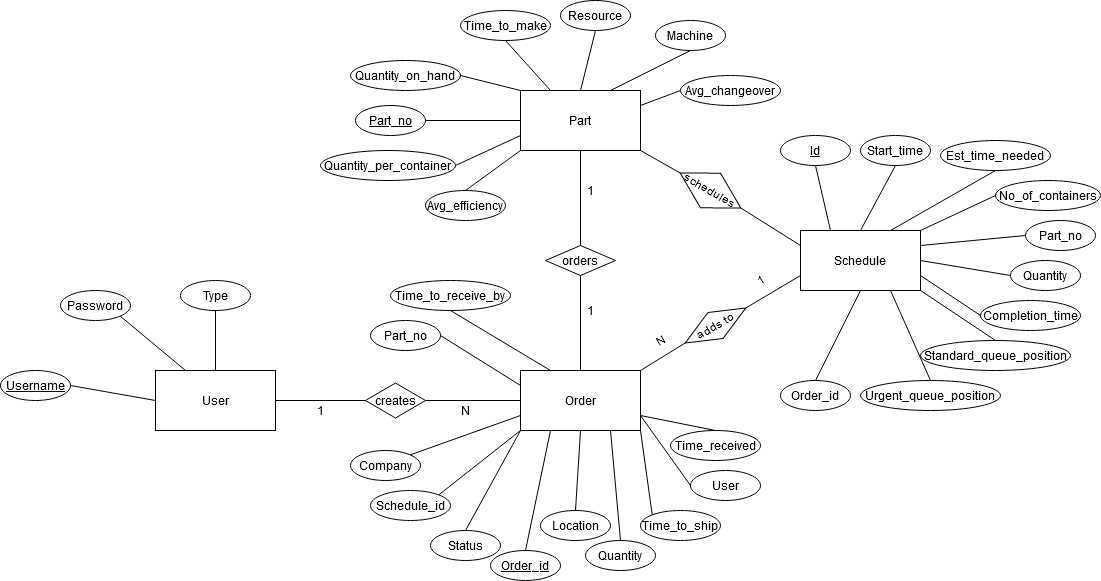 Resource
Time_to_make
Machine
Quantity_on_hand
Avg_changeover
Part_no
Part
Quantity_per_container
Avg_efficiency
1
schedules
Id
Start_time
Est_time_needed
No_of_containers
Part_no
Schedule
Quantity
Completion_time
Standard_queue_position
Urgent_queue_position
Order_id
orders
1
1
adds to
N
Time_to_receive_by
Part_no
Type
Password
Username
User
1
creates
N
Order
Company
Schedule_id
Status
Order_id
Location
Quantity
Time_to_ship
User
Time_received